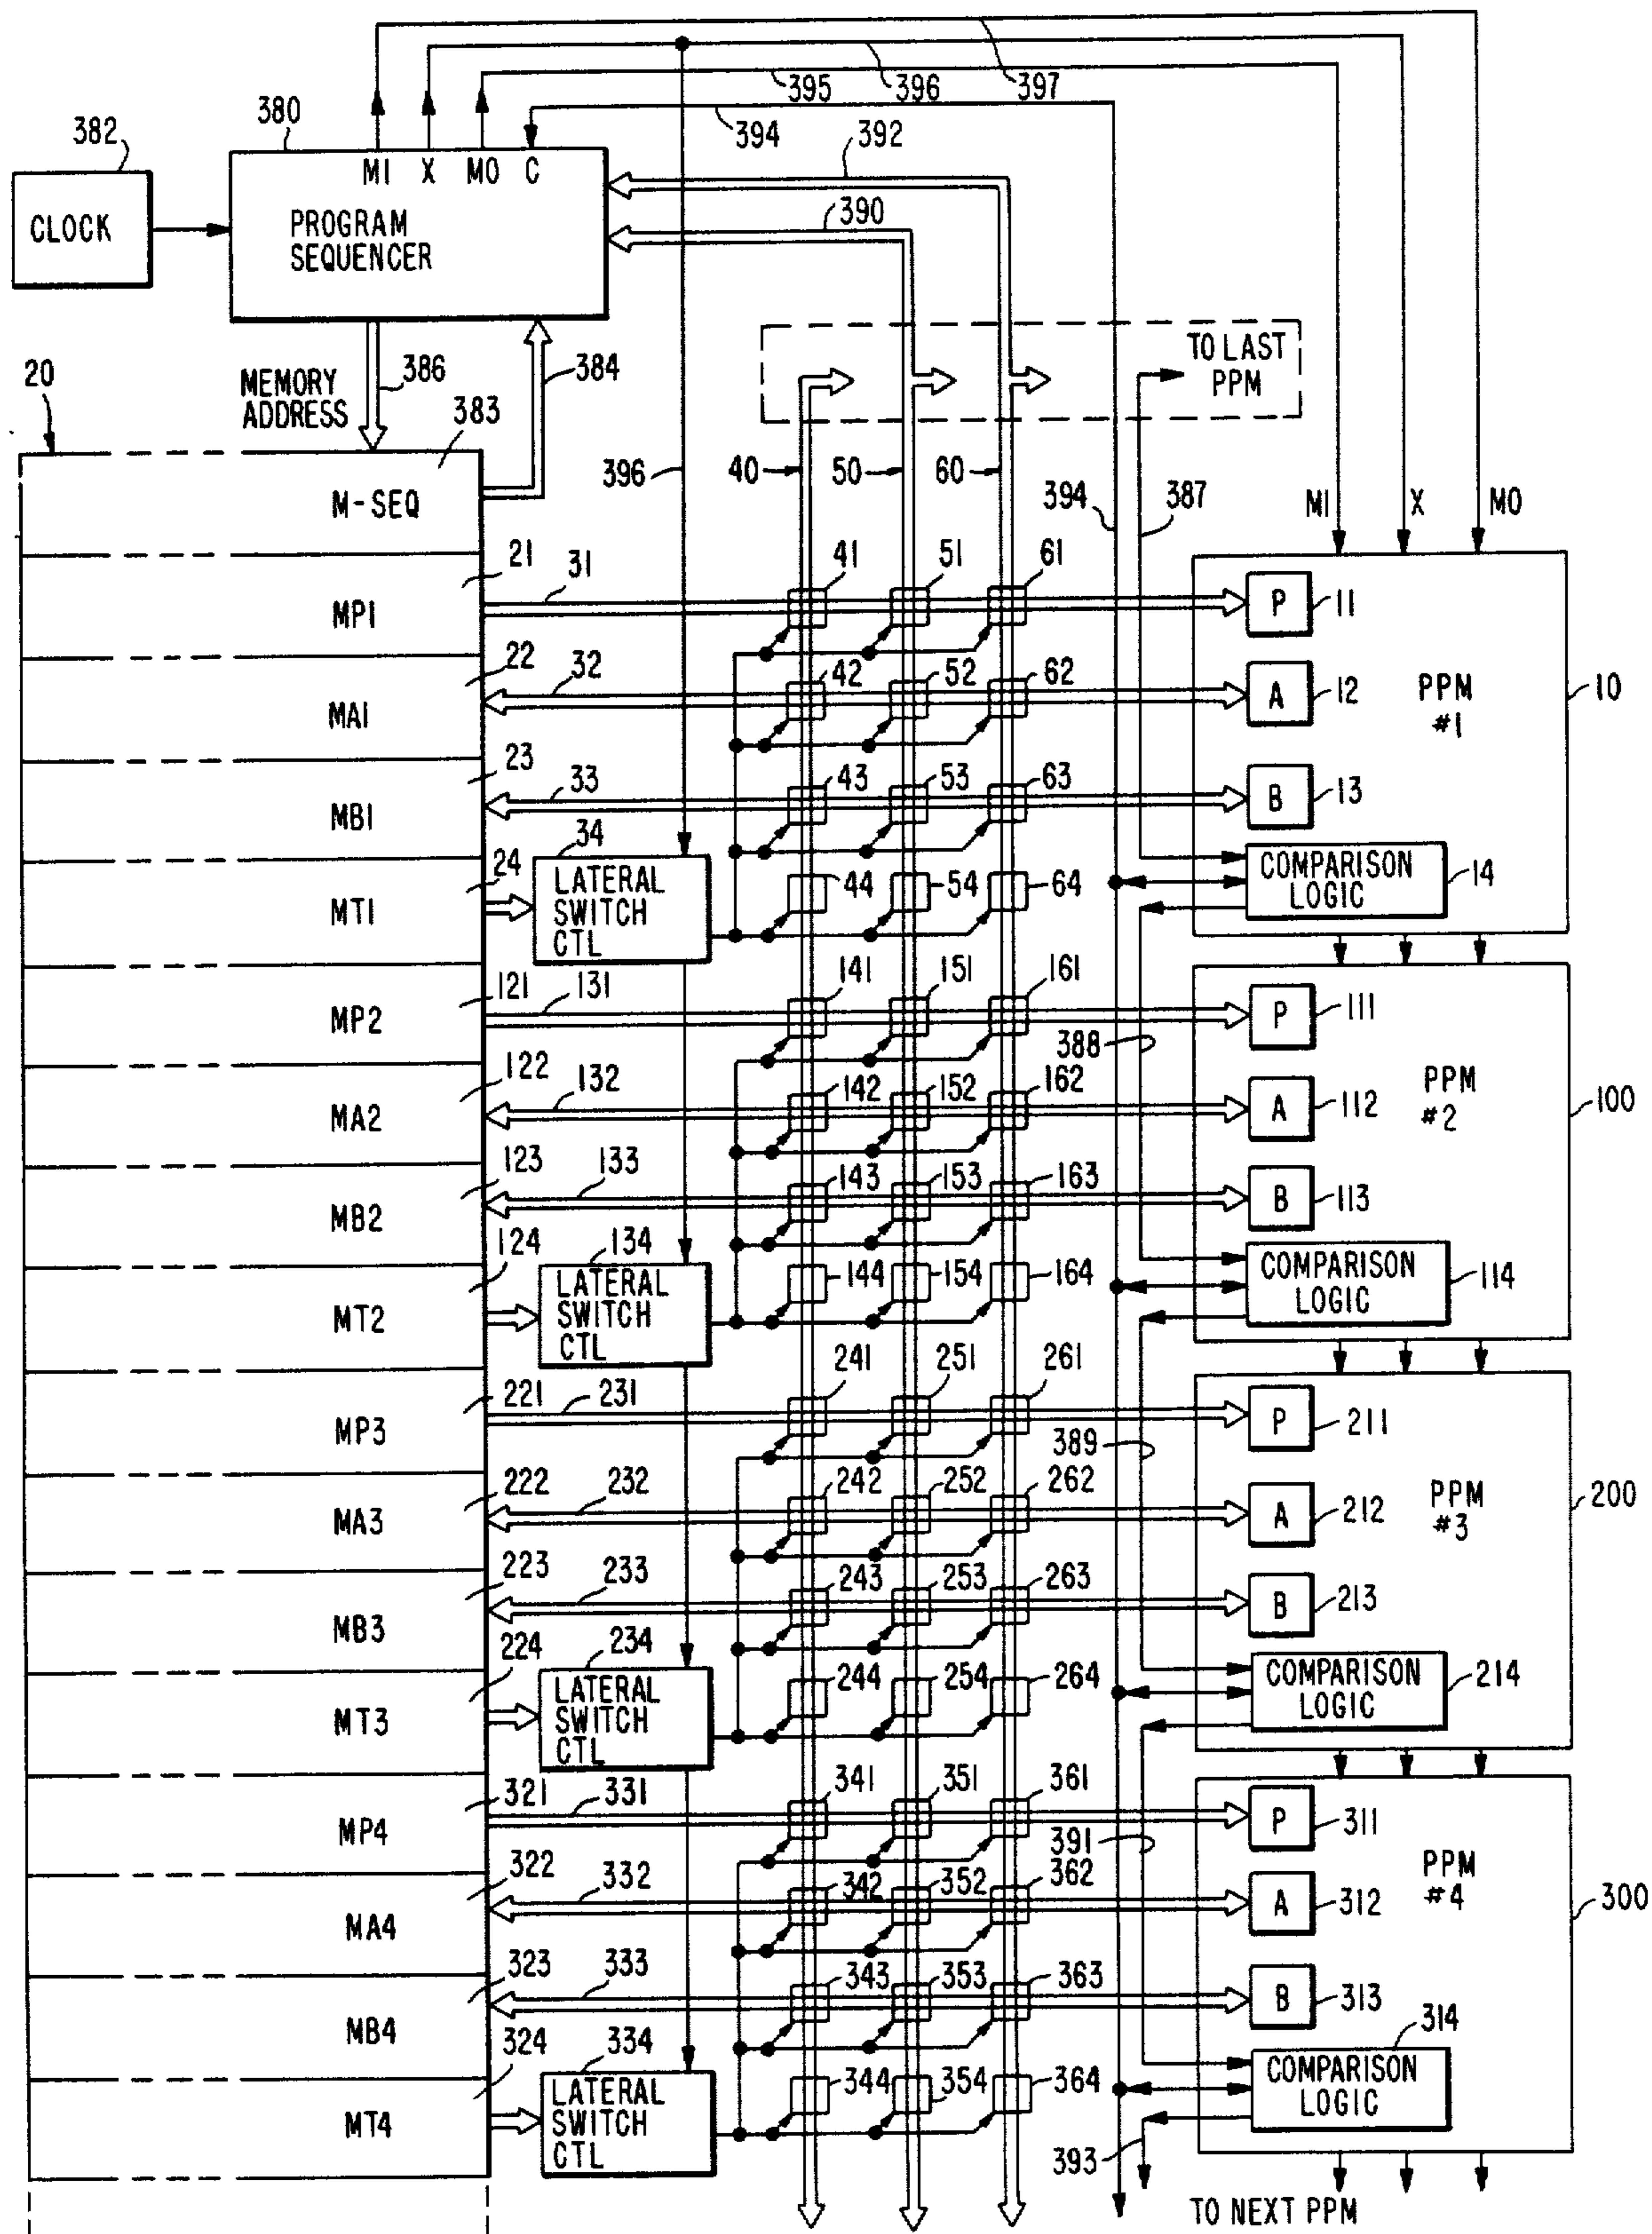 397
395
396
394
382
380
392
MI X MO C
390
CLOCK
PROGRAM
SEQUENCER
TO LAST
PPM
20
MEMORY
ADDRESS
386
384
383
396
40
50
60
394
387
MI
X
MO
M-SEQ
21
31
41
51
61
MP1
P
11
22
32
42
52
62
MA1
A
12
PPM
#1
10
23
33
43
53
63
MB1
B
13
24
34
LATERAL
SWITCH
CTL
44
54
64
MT1
COMPARISON
LOGIC
14
121
131
141
151
161
MP2
P
111
388
122
132
142
152
162
MA2
A
112
PPM
#2
100
123
133
143
153
163
MB2
B
113
124
134
LATERAL
SWITCH
CTL
144
154
164
MT2
COMPARISON
LOGIC
114
221
231
241
251
261
MP3
P
211
389
222
232
242
252
262
MA3
A
212
PPM
#3
200
223
233
243
253
263
MB3
B
213
224
234
LATERAL
SWITCH
CTL
244
254
264
MT3
COMPARISON
LOGIC
214
321
331
341
351
361
MP4
P
311
391
322
332
342
352
362
MA4
A
312
PPM
#4
300
323
333
343
353
363
MB4
B
313
314
324
334
LATERAL
SWITCH
CTL
344
354
364
MT4
COMPARISON
LOGIC
393
TO NEXT PPM